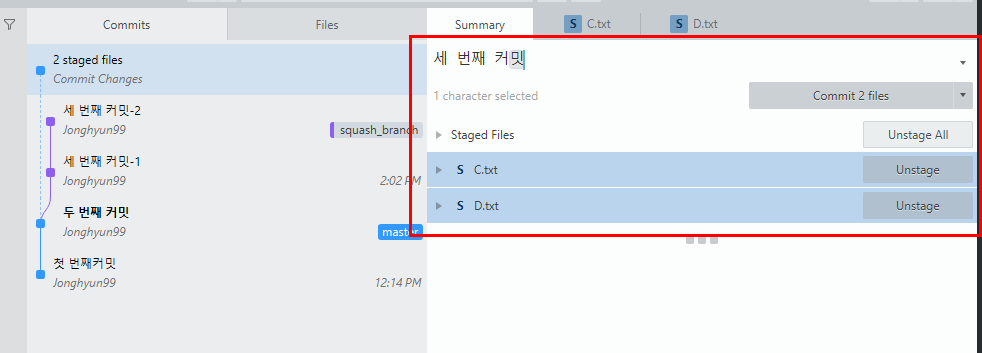 Commits
Files
Summary
S C.txt
S D.txt
2 staged files
Commit Changes
세 번째 커밋-2
Jonghyun99
squash_branch
세 번째 커밋-1
Jonghyun99
2:02 PM
두 번째 커밋
Jonghyun99
master
첫 번째커밋
Jonghyun99
12:14 PM
세 번째 커밋
1 character selected
Commit 2 files
Staged Files
Unstage All
S C.txt
Unstage
S D.txt
Unstage